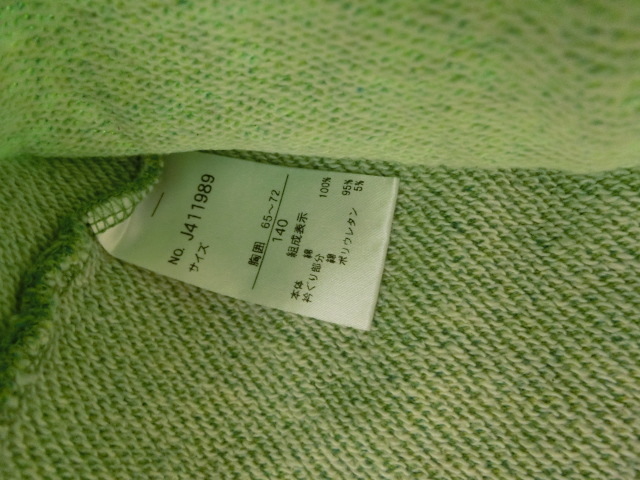 NO. J411989
サイズ
胸囲 65～72
140
組成表示
本体 綿 100%
衿ぐり部分 綿 95%
ポリウレタン 5%